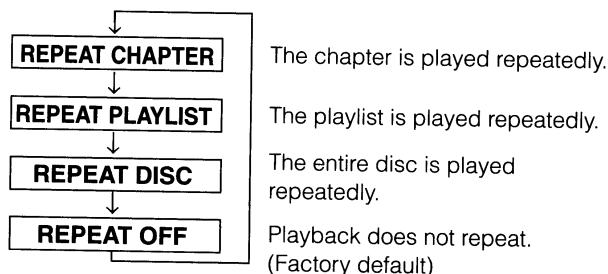 REPEAT CHAPTER
The chapter is played repeatedly.
REPEAT PLAYLIST
The playlist is played repeatedly.
REPEAT DISC
The entire disc is played
repeatedly.
REPEAT OFF
Playback does not repeat.
(Factory default)